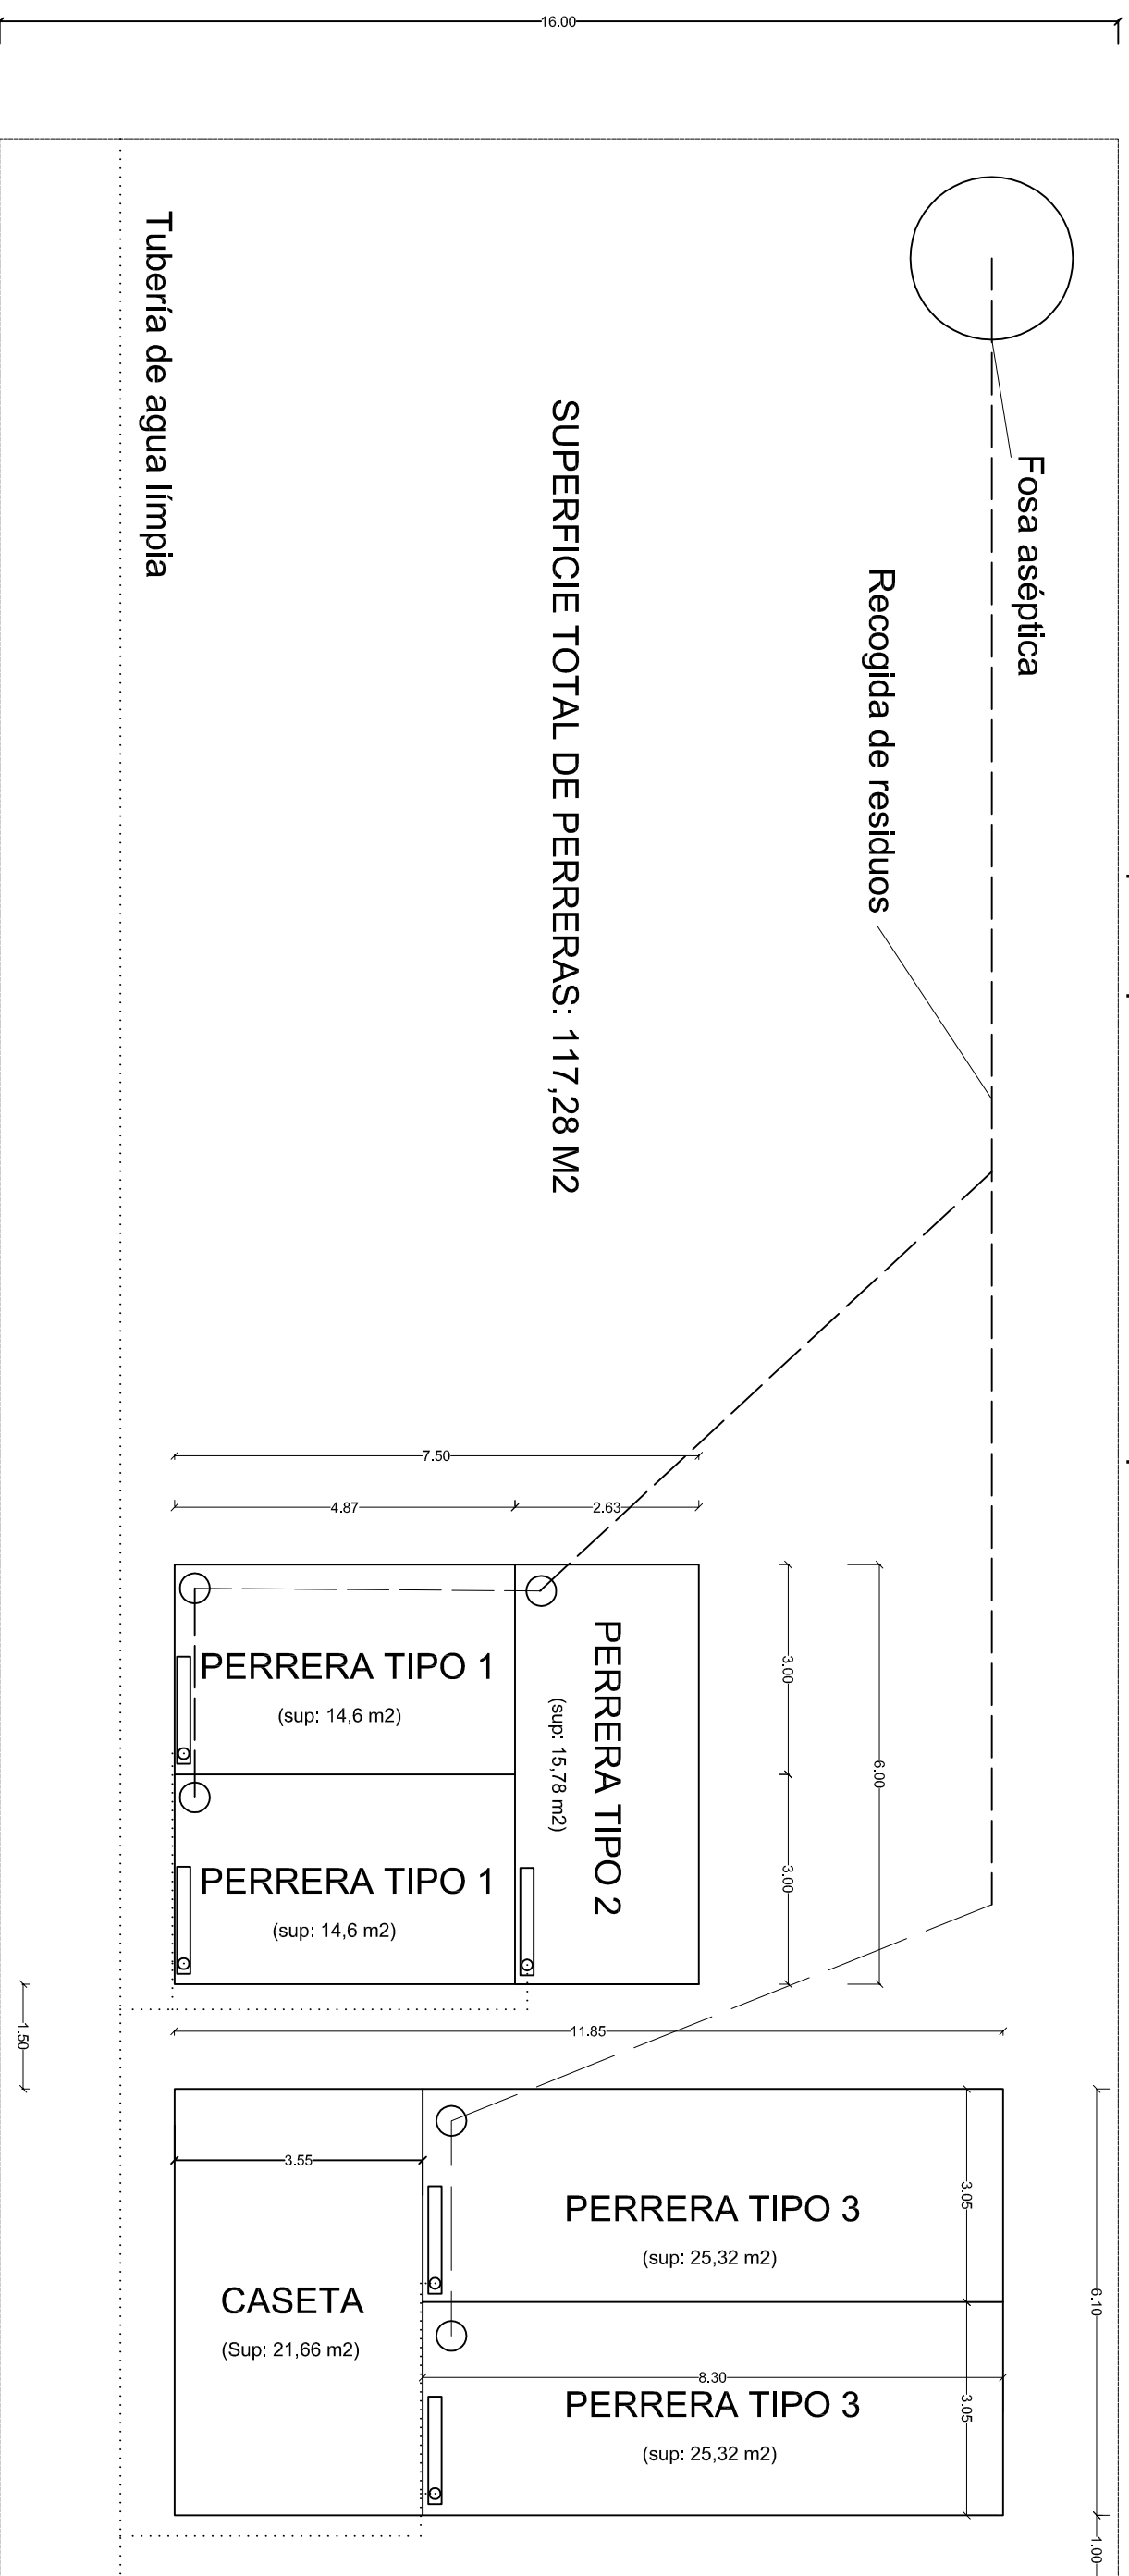 16.00
Fosa aséptica
Recogida de residuos
SUPERFICIE TOTAL DE PERRERAS: 117,28 M2
Tubería de agua límpia
7.50
4.87
2.63
3.00
3.00
6.00
PERRERA TIPO 1
(sup: 14,6 m2)
PERRERA TIPO 2
(sup: 15,78 m2)
PERRERA TIPO 1
(sup: 14,6 m2)
1.50
11.85
3.55
3.05
3.05
6.10
1.00
PERRERA TIPO 3
(sup: 25,32 m2)
CASETA
(Sup: 21,66 m2)
8.30
PERRERA TIPO 3
(sup: 25,32 m2)